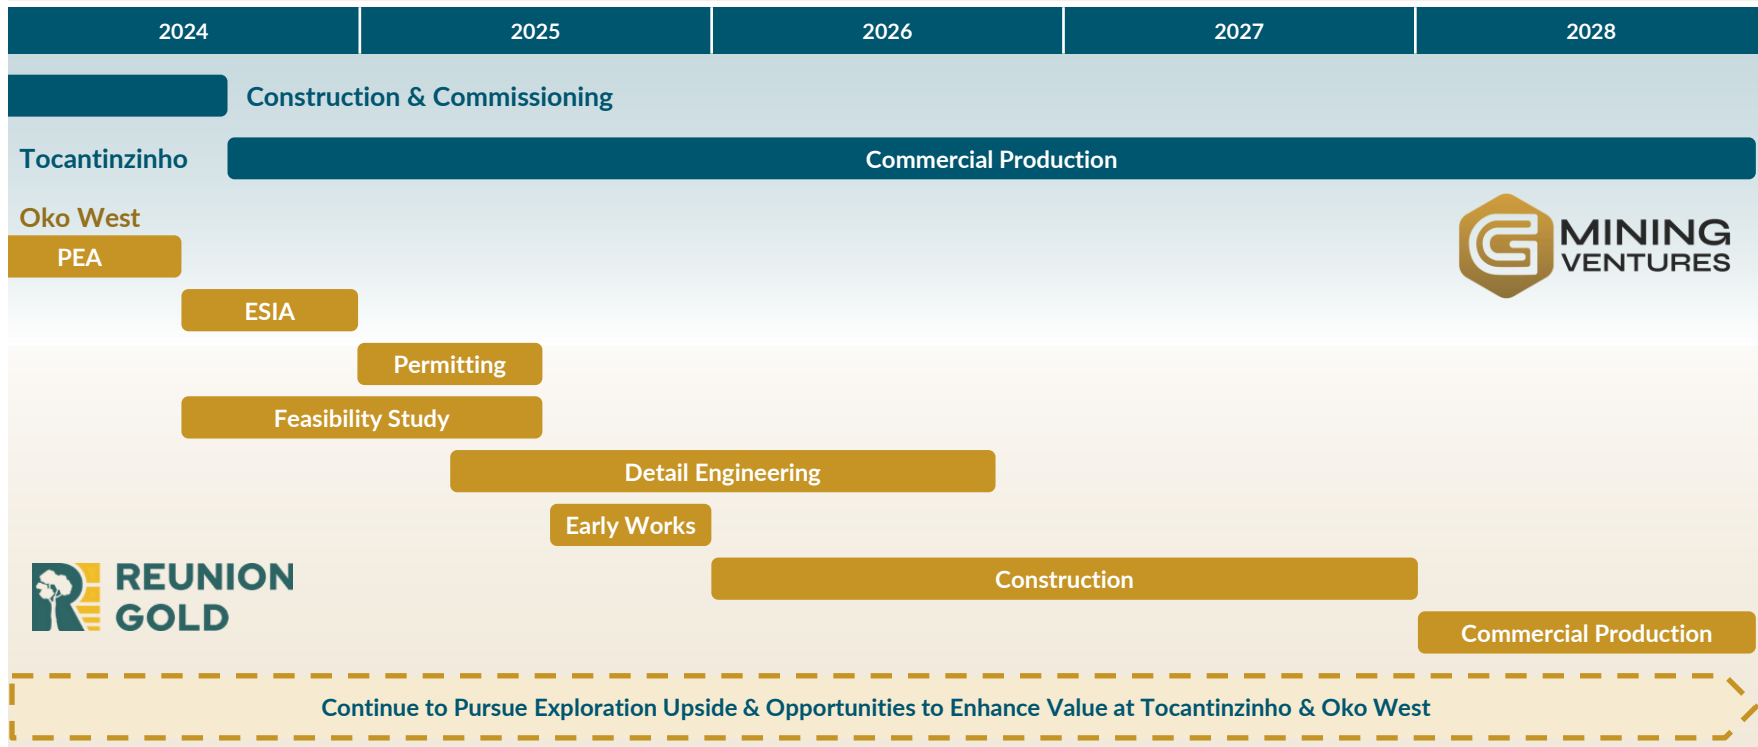 2024 2025 2026 2027 2028
Construction & Commissioning
Tocantinzinho
Commercial Production
Oko West
PEA
G MINING
VENTURES
ESIA
Permitting
Feasibility Study
Detail Engineering
Early Works
REUNION
GOLD
Construction
Commercial Production
Continue to Pursue Exploration Upside & Opportunities to Enhance Value at Tocantinzinho & Oko West